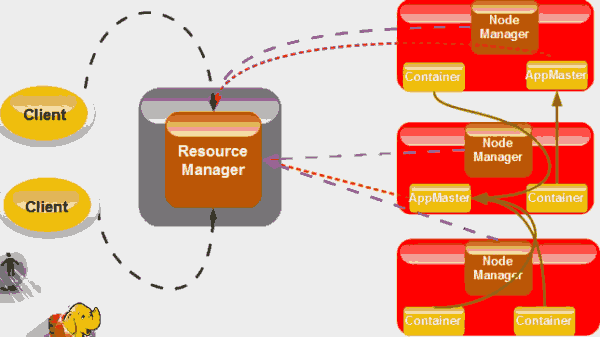 Client
Client
Resource
Manager
Node
Manager
Container
AppMaster
Node
Manager
AppMaster
Container
Node
Manager
Container
Container